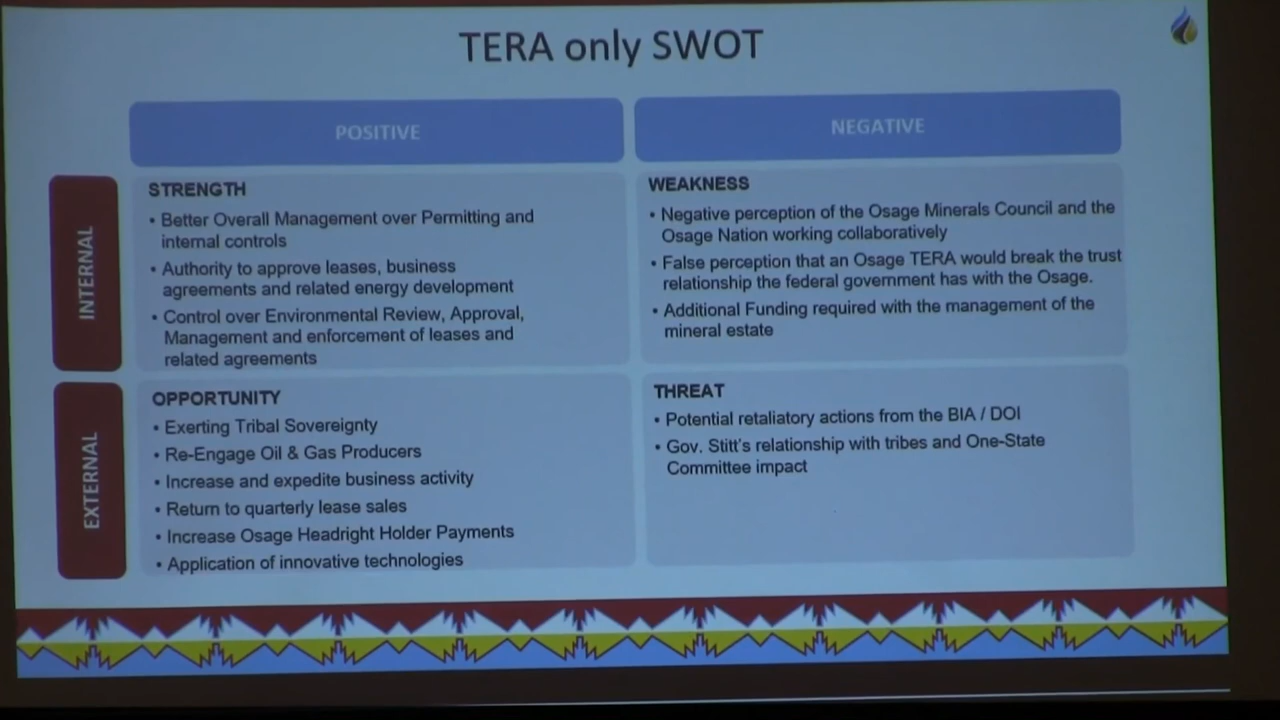 TERA only SWOT
POSITIVE
NEGATIVE
INTERNAL
STRENGTH
• Better Overall Management over Permitting and
internal controls
• Authority to approve leases, business
agreements and related energy development
• Control over Environmental Review, Approval,
Management and enforcement of leases and
related agreements
WEAKNESS
• Negative perception of the Osage Minerals Council and the
Osage Nation working collaboratively
• False perception that an Osage TERA would break the trust
relationship the federal government has with the Osage.
• Additional Funding required with the management of the
mineral estate
EXTERNAL
OPPORTUNITY
• Exerting Tribal Sovereignty
• Re-Engage Oil & Gas Producers
• Increase and expedite business activity
• Return to quarterly lease sales
• Increase Osage Headright Holder Payments
• Application of innovative technologies
THREAT
• Potential retaliatory actions from the BIA / DOI
• Gov. Stitt's relationship with tribes and One-State
Committee impact